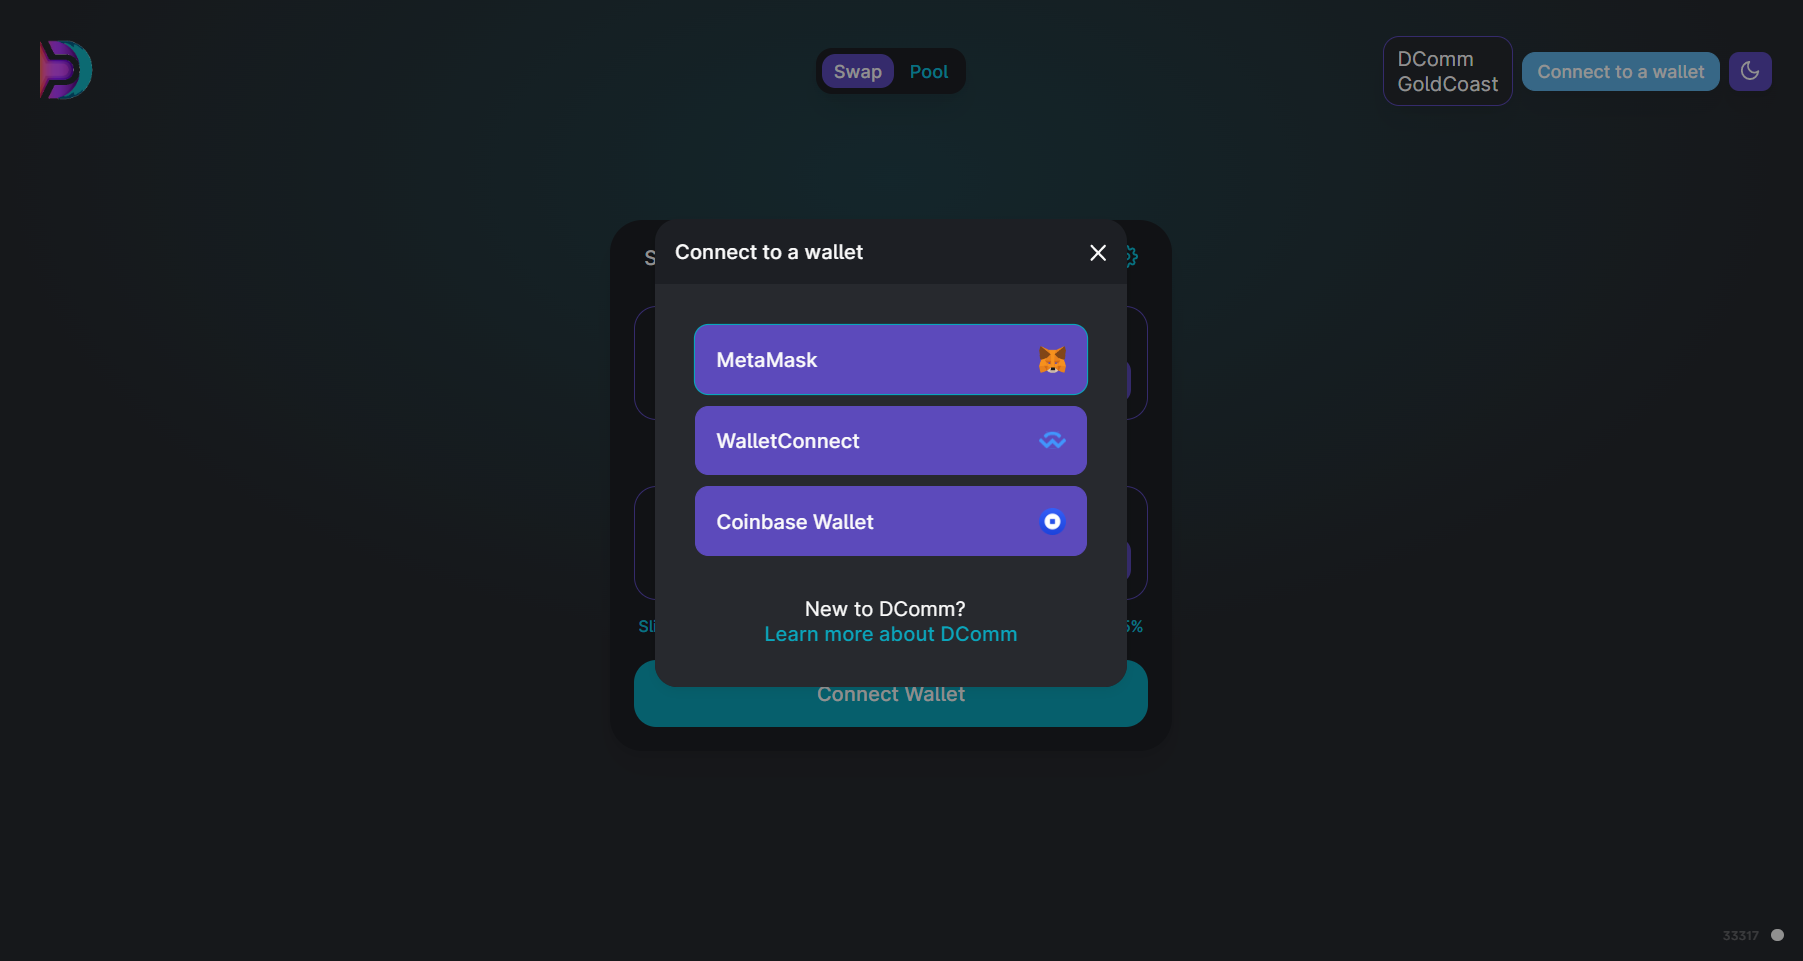 Swap Pool
DComm
GoldCoast
Connect to a wallet
Connect to a wallet
MetaMask
WalletConnect
Coinbase Wallet
New to DComm?
Learn more about DComm
Connect Wallet
33317